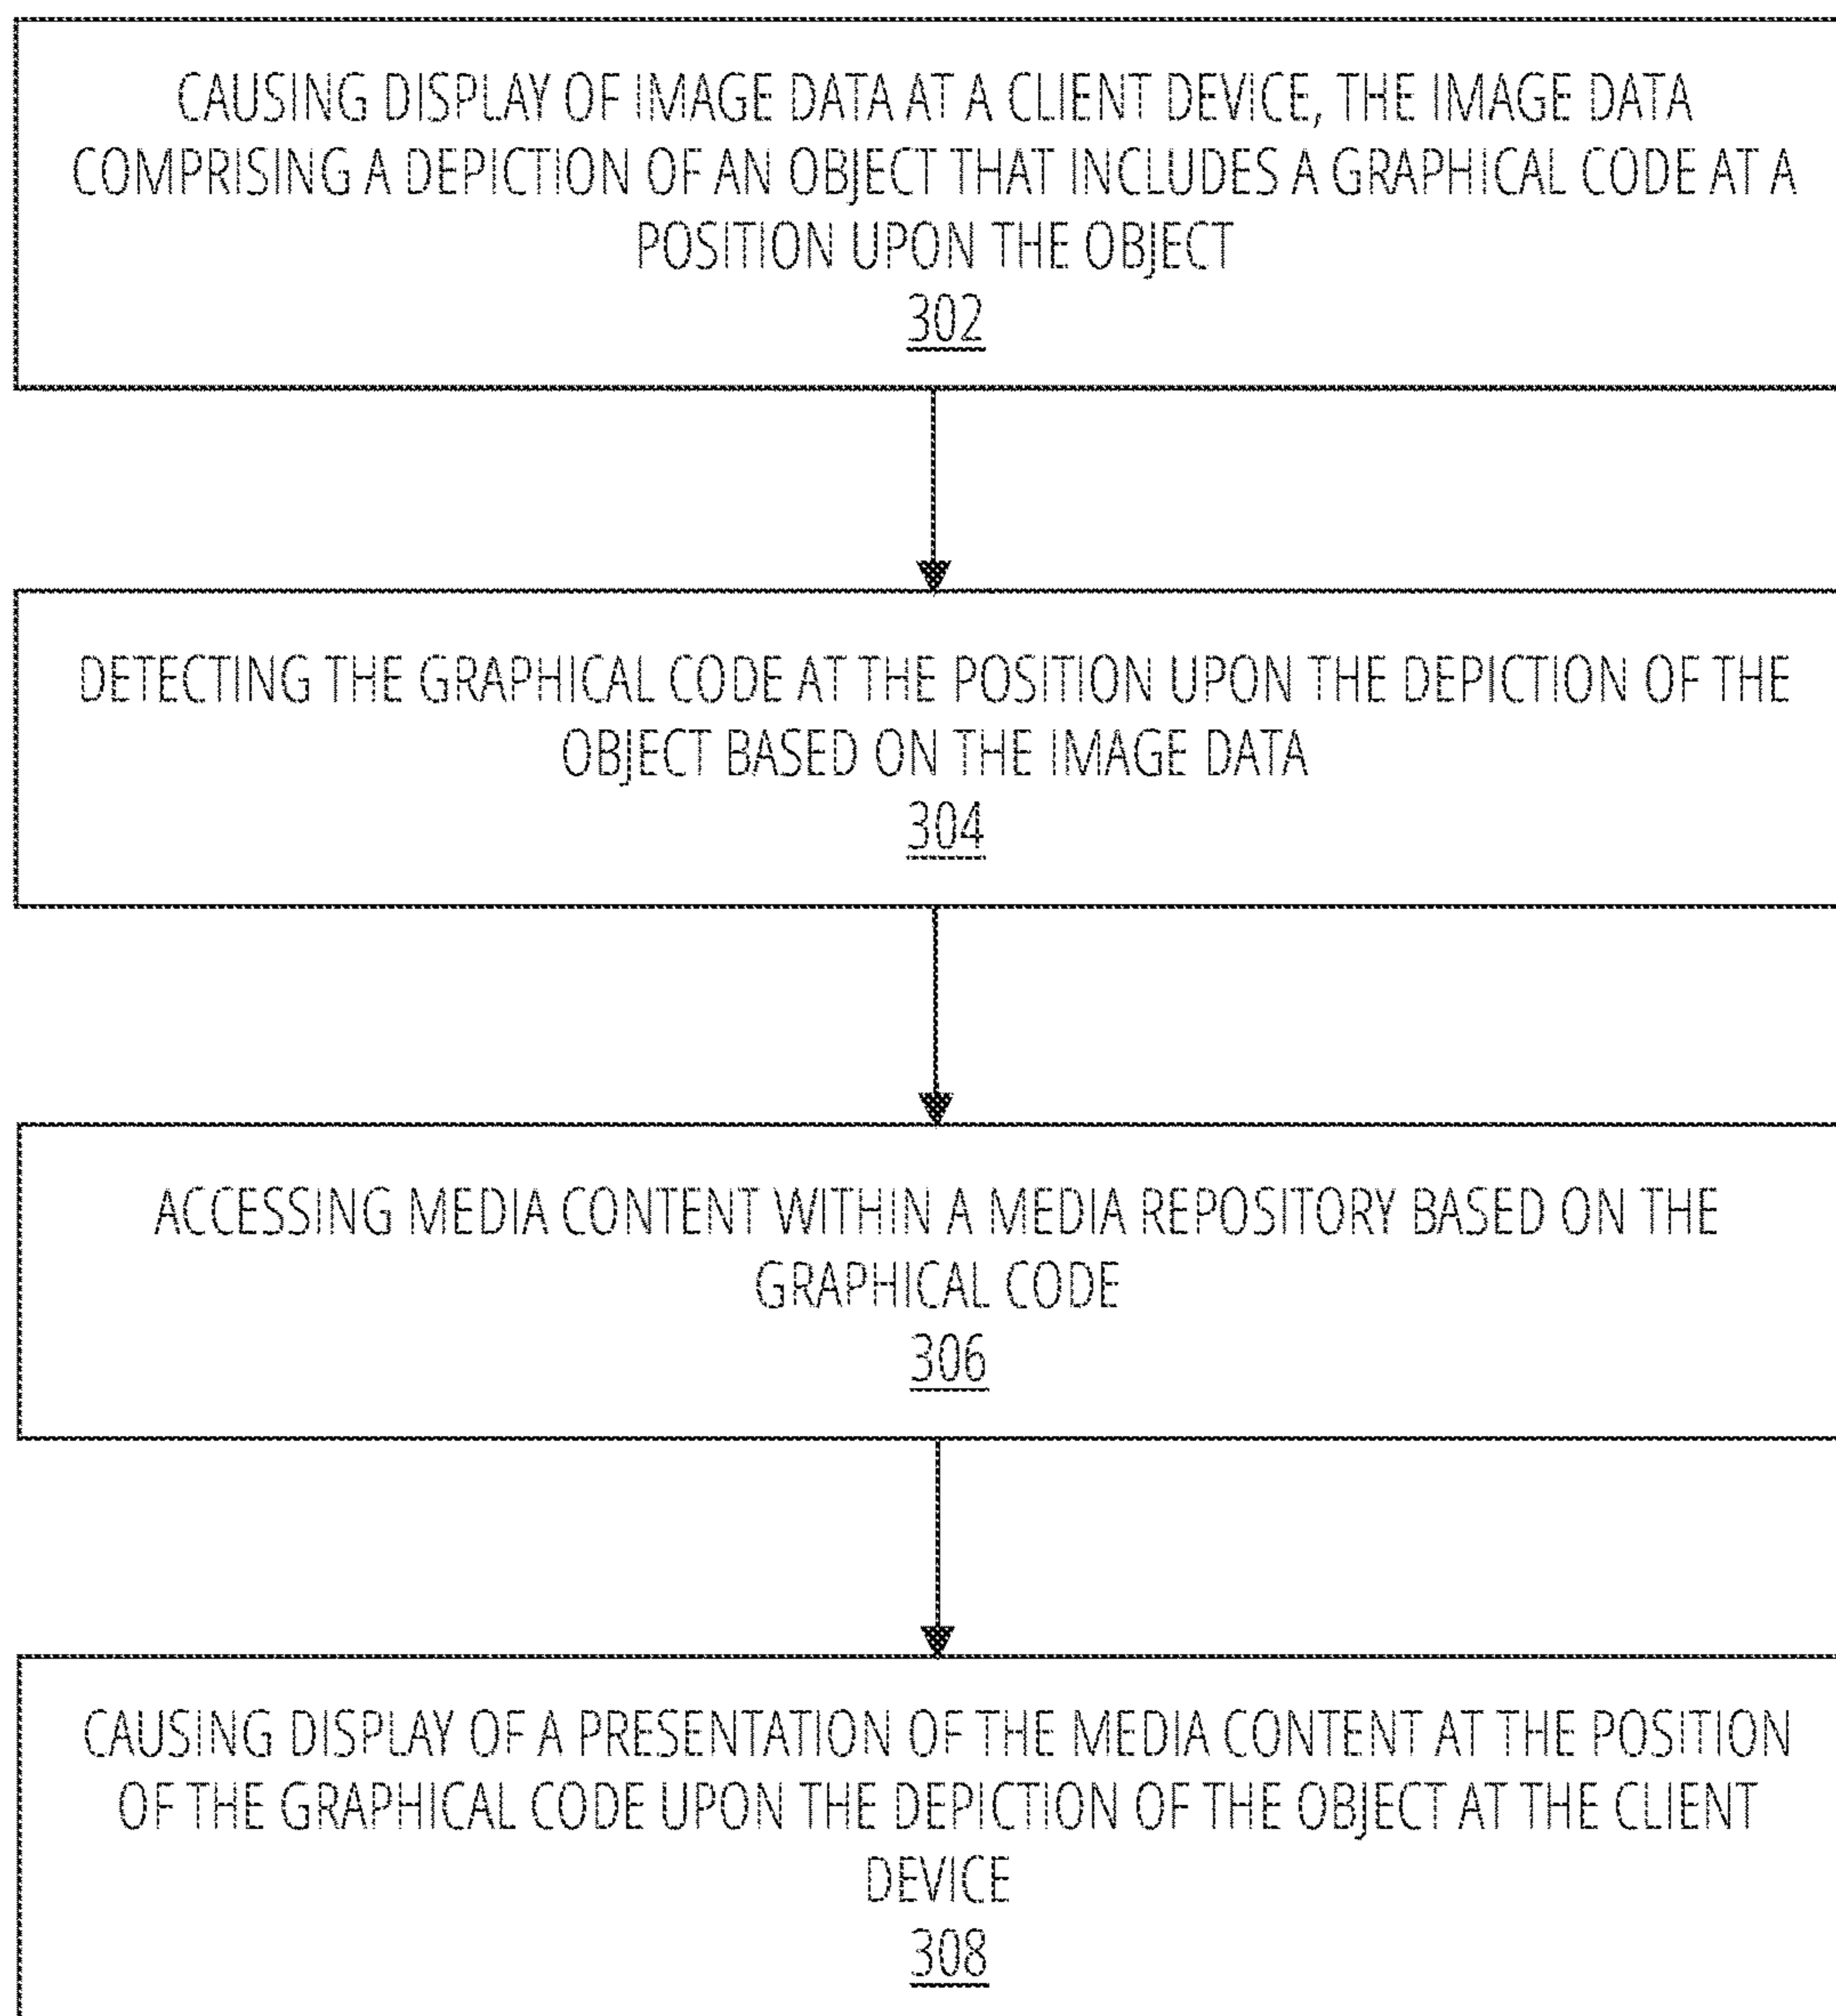 CAUSING DISPLAY OF IMAGE DATA AT A CLIENT DEVICE, THE IMAGE DATA
COMPRISING A DEPICTION OF AN OBJECT THAT INCLUDES A GRAPHICAL CODE AT A
POSITION UPON THE OBJECT
302
DETECTING THE GRAPHICAL CODE AT THE POSITION UPON THE DEPICTION OF THE
OBJECT BASED ON THE IMAGE DATA
304
ACCESSING MEDIA CONTENT WITHIN A MEDIA REPOSITORY BASED ON THE
GRAPHICAL CODE
306
CAUSING DISPLAY OF A PRESENTATION OF THE MEDIA CONTENT AT THE POSITION
OF THE GRAPHICAL CODE UPON THE DEPICTION OF THE OBJECT AT THE CLIENT
DEVICE
308